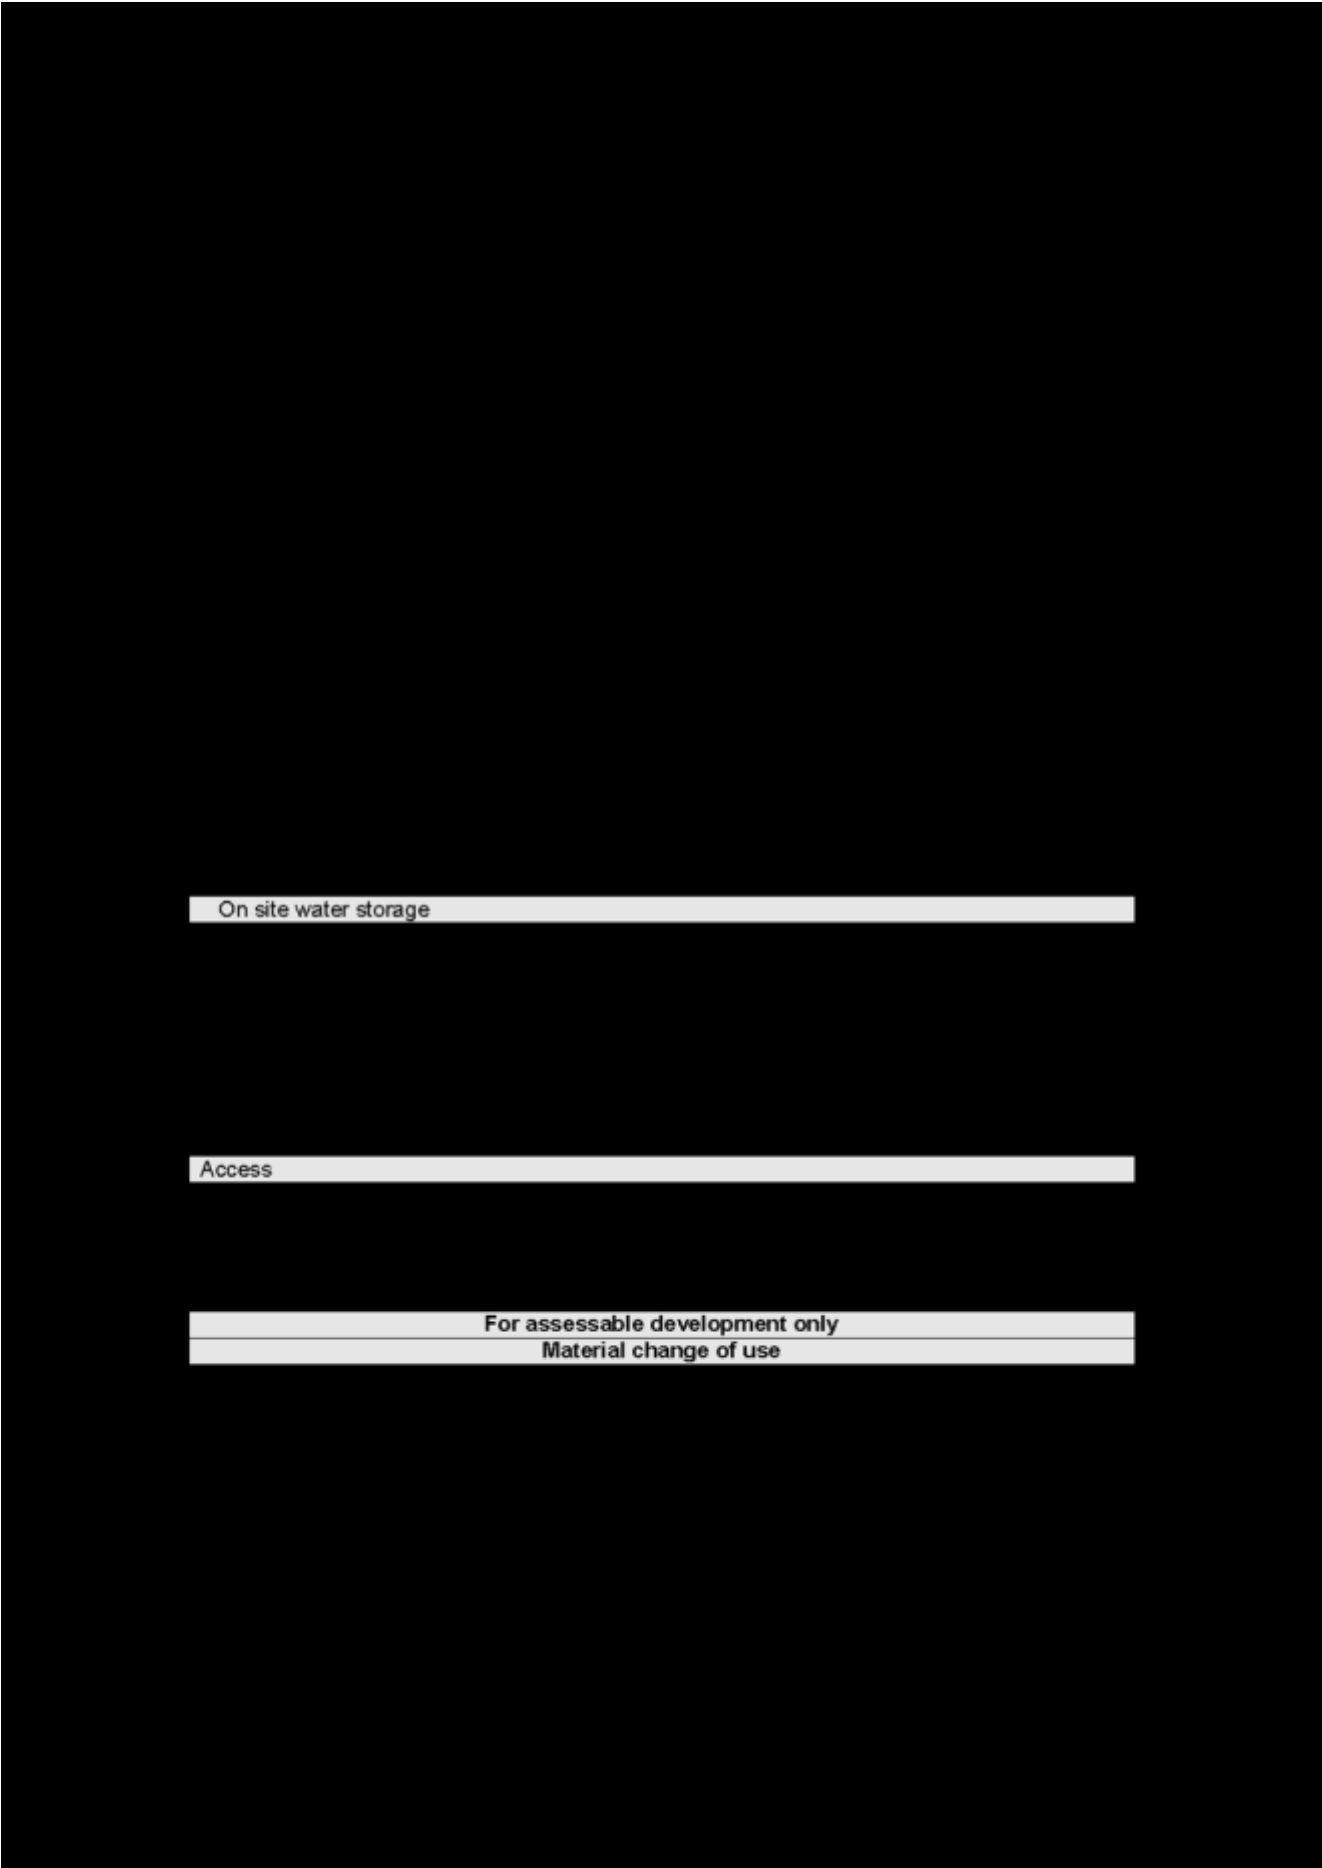 On site water storage
Access
For assessable development only
Material change of use